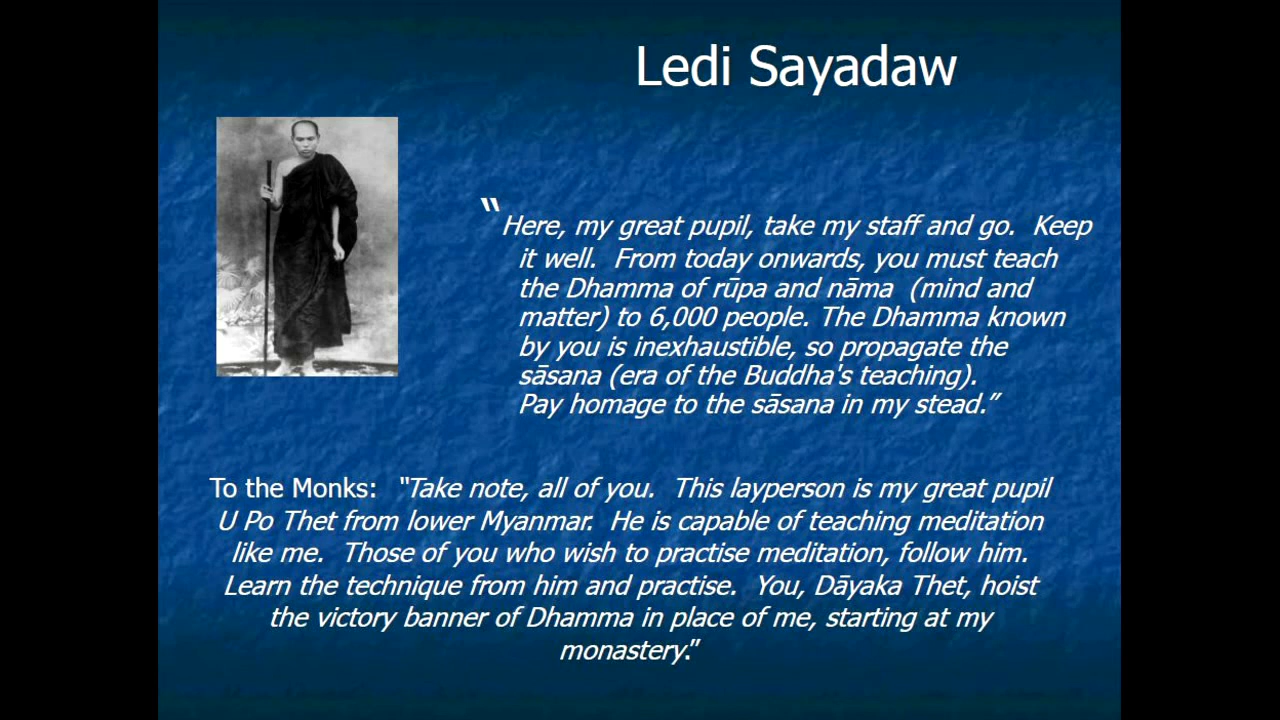 Ledi Sayadaw
“Here, my great pupil, take my staff and go.  Keep
it well.  From today onwards, you must teach
the Dhamma of rūpa and nāma  (mind and
matter) to 6,000 people. The Dhamma known
by you is inexhaustible, so propagate the
sāsana (era of the Buddha's teaching).
Pay homage to the sāsana in my stead.”
To the Monks:  “Take note, all of you.  This layperson is my great pupil
U Po Thet from lower Myanmar.  He is capable of teaching meditation
like me.  Those of you who wish to practise meditation, follow him.
Learn the technique from him and practise.  You, Dāyaka Thet, hoist
the victory banner of Dhamma in place of me, starting at my
monastery.”